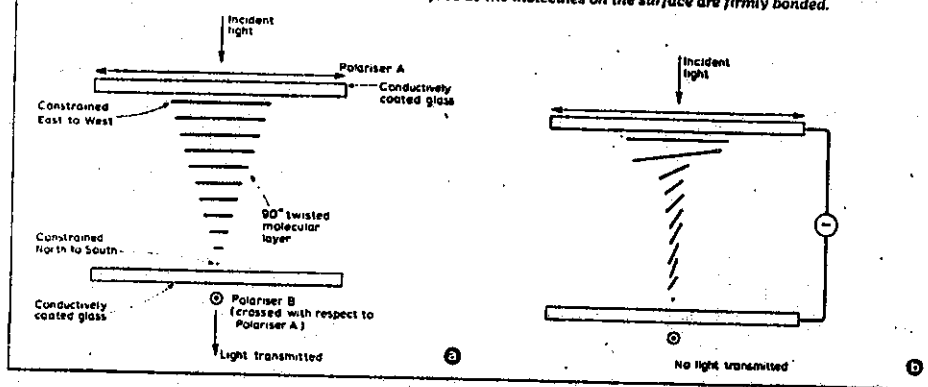 the molecules on the surface are firmly bonded.
Incident
light
Polariser A
Conductively
coated glass
Constrained
East to West
90° twisted
molecular
layer
Constrained
North to South
Conductively
coated glass
Polariser B
(crossed with respect to
Polariser A)
Light transmitted
a
Incident
light
No light transmitted
b